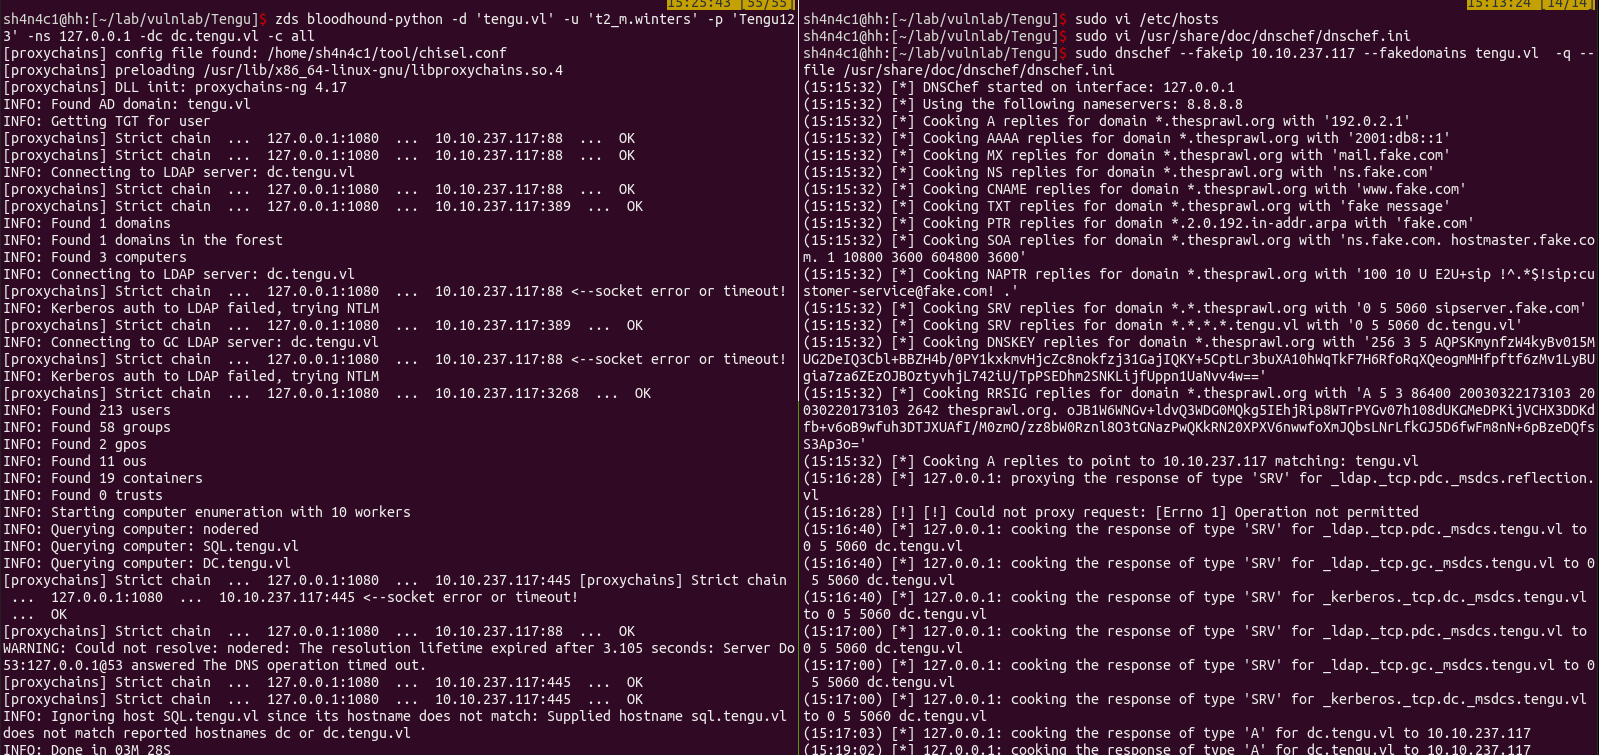 15:25:43 [55/55]
sh4n4c1@hh:[~/lab/vulnlab/Tengu]$ zds bloodhound-python -d 'tengu.vl' -u 't2_m.winters' -p 'Tengu12
3' -ns 127.0.0.1 -dc dc.tengu.vl -c all
[proxychains] config file found: /home/sh4n4c1/tool/chisel.conf
[proxychains] preloading /usr/lib/x86_64-linux-gnu/libproxychains.so.4
[proxychains] DLL init: proxychains-ng 4.17
INFO: Found AD domain: tengu.vl
INFO: Getting TGT for user
[proxychains] Strict chain  ...  127.0.0.1:1080  ...  10.10.237.117:88  ...  OK
[proxychains] Strict chain  ...  127.0.0.1:1080  ...  10.10.237.117:88  ...  OK
INFO: Connecting to LDAP server: dc.tengu.vl
[proxychains] Strict chain  ...  127.0.0.1:1080  ...  10.10.237.117:88  ...  OK
[proxychains] Strict chain  ...  127.0.0.1:1080  ...  10.10.237.117:389  ...  OK
INFO: Found 1 domains
INFO: Found 1 domains in the forest
INFO: Found 3 computers
INFO: Connecting to LDAP server: dc.tengu.vl
[proxychains] Strict chain  ...  127.0.0.1:1080  ...  10.10.237.117:88 <--socket error or timeout!
INFO: Kerberos auth to LDAP failed, trying NTLM
[proxychains] Strict chain  ...  127.0.0.1:1080  ...  10.10.237.117:389  ...  OK
INFO: Connecting to GC LDAP server: dc.tengu.vl
[proxychains] Strict chain  ...  127.0.0.1:1080  ...  10.10.237.117:88 <--socket error or timeout!
INFO: Kerberos auth to LDAP failed, trying NTLM
[proxychains] Strict chain  ...  127.0.0.1:1080  ...  10.10.237.117:3268  ...  OK
INFO: Found 213 users
INFO: Found 58 groups
INFO: Found 2 gpos
INFO: Found 11 ous
INFO: Found 19 containers
INFO: Found 0 trusts
INFO: Starting computer enumeration with 10 workers
INFO: Querying computer: nodered
INFO: Querying computer: SQL.tengu.vl
INFO: Querying computer: DC.tengu.vl
[proxychains] Strict chain  ...  127.0.0.1:1080  ...  10.10.237.117:445 [proxychains] Strict chain
 ...  127.0.0.1:1080  ...  10.10.237.117:445 <--socket error or timeout!
 ...  OK
[proxychains] Strict chain  ...  127.0.0.1:1080  ...  10.10.237.117:88  ...  OK
WARNING: Could not resolve: nodered: The resolution lifetime expired after 3.105 seconds: Server Do
53:127.0.0.1@53 answered The DNS operation timed out.
[proxychains] Strict chain  ...  127.0.0.1:1080  ...  10.10.237.117:445  ...  OK
[proxychains] Strict chain  ...  127.0.0.1:1080  ...  10.10.237.117:445  ...  OK
INFO: Ignoring host SQL.tengu.vl since its hostname does not match: Supplied hostname sql.tengu.vl
does not match reported hostnames dc or dc.tengu.vl
INFO: Done in 03M 28S
15:13:24 [14/14]
sh4n4c1@hh:[~/lab/vulnlab/Tengu]$ sudo vi /etc/hosts
sh4n4c1@hh:[~/lab/vulnlab/Tengu]$ sudo vi /usr/share/doc/dnschef/dnschef.ini
sh4n4c1@hh:[~/lab/vulnlab/Tengu]$ sudo dnschef --fakeip 10.10.237.117 --fakedomains tengu.vl  -q --
file /usr/share/doc/dnschef/dnschef.ini
(15:15:32) [*] DNSChef started on interface: 127.0.0.1
(15:15:32) [*] Using the following nameservers: 8.8.8.8
(15:15:32) [*] Cooking A replies for domain *.thesprawl.org with '192.0.2.1'
(15:15:32) [*] Cooking AAAA replies for domain *.thesprawl.org with '2001:db8::1'
(15:15:32) [*] Cooking MX replies for domain *.thesprawl.org with 'mail.fake.com'
(15:15:32) [*] Cooking NS replies for domain *.thesprawl.org with 'ns.fake.com'
(15:15:32) [*] Cooking CNAME replies for domain *.thesprawl.org with 'www.fake.com'
(15:15:32) [*] Cooking TXT replies for domain *.thesprawl.org with 'fake message'
(15:15:32) [*] Cooking PTR replies for domain *.2.0.192.in-addr.arpa with 'fake.com'
(15:15:32) [*] Cooking SOA replies for domain *.thesprawl.org with 'ns.fake.com. hostmaster.fake.co
m. 1 10800 3600 604800 3600'
(15:15:32) [*] Cooking NAPTR replies for domain *.thesprawl.org with '100 10 U E2U+sip !^.*$!sip:cu
stomer-service@fake.com! .'
(15:15:32) [*] Cooking SRV replies for domain *.*.thesprawl.org with '0 5 5060 sipserver.fake.com'
(15:15:32) [*] Cooking SRV replies for domain *.*.*.*.tengu.vl with '0 5 5060 dc.tengu.vl'
(15:15:32) [*] Cooking DNSKEY replies for domain *.thesprawl.org with '256 3 5 AQPSKmynfzW4kyBv015M
UG2DeIQ3Cbl+BBZH4b/0PY1kxkmvHjcZc8nokfzj31GajIQKY+5CptLr3buXA10hWqTkF7H6RfoRqXQeogmMHfpftf6zMv1LyBU
gia7za6ZEzOJBOztyvhjL742iU/TpPSEDhm2SNKLijfUppn1UaNvv4w=='
(15:15:32) [*] Cooking RRSIG replies for domain *.thesprawl.org with 'A 5 3 86400 20030322173103 20
030220173103 2642 thesprawl.org. oJB1W6WNGv+ldvQ3WDG0MQkg5IEhjRip8WTrPYGv07h108dUKGMeDPKijVCHX3DDKd
fb+v6oB9wfuh3DTJXUAfI/M0zmO/zz8bW0Rznl8O3tGNazPwQKkRN20XPXV6nwwfoXmJQbsLNrLfkGJ5D6fwFm8nN+6pBzeDQfs
S3Ap3o='
(15:15:32) [*] Cooking A replies to point to 10.10.237.117 matching: tengu.vl
(15:16:28) [*] 127.0.0.1: proxying the response of type 'SRV' for _ldap._tcp.pdc._msdcs.reflection.
vl
(15:16:28) [!] [!] Could not proxy request: [Errno 1] Operation not permitted
(15:16:40) [*] 127.0.0.1: cooking the response of type 'SRV' for _ldap._tcp.pdc._msdcs.tengu.vl to
0 5 5060 dc.tengu.vl
(15:16:40) [*] 127.0.0.1: cooking the response of type 'SRV' for _ldap._tcp.gc._msdcs.tengu.vl to 0
 5 5060 dc.tengu.vl
(15:16:40) [*] 127.0.0.1: cooking the response of type 'SRV' for _kerberos._tcp.dc._msdcs.tengu.vl
to 0 5 5060 dc.tengu.vl
(15:17:00) [*] 127.0.0.1: cooking the response of type 'SRV' for _ldap._tcp.pdc._msdcs.tengu.vl to
0 5 5060 dc.tengu.vl
(15:17:00) [*] 127.0.0.1: cooking the response of type 'SRV' for _ldap._tcp.gc._msdcs.tengu.vl to 0
 5 5060 dc.tengu.vl
(15:17:00) [*] 127.0.0.1: cooking the response of type 'SRV' for _kerberos._tcp.dc._msdcs.tengu.vl
to 0 5 5060 dc.tengu.vl
(15:17:03) [*] 127.0.0.1: cooking the response of type 'A' for dc.tengu.vl to 10.10.237.117
(15:19:02) [*] 127.0.0.1: cooking the response of type 'A' for dc.tengu.vl to 10.10.237.117